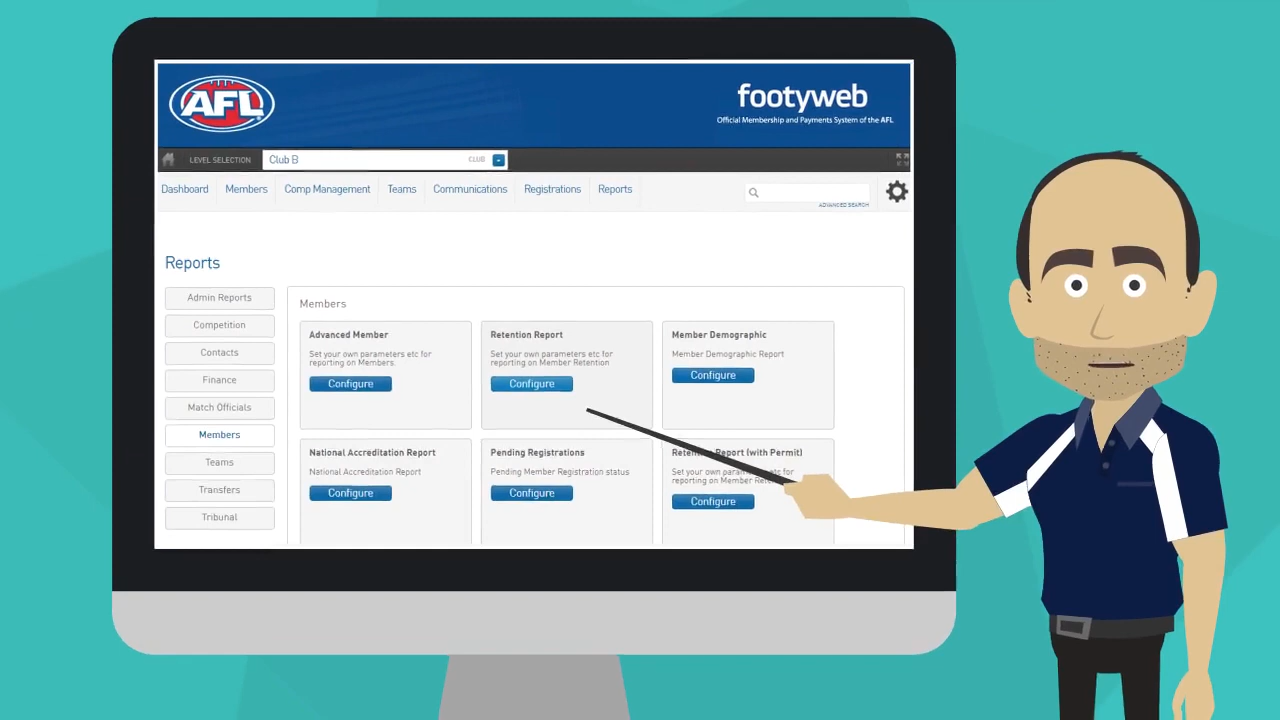 AFL
footyweb
Official Membership and Payments System of the AFL
LEVEL SELECTION
Club B
CLUB
Dashboard
Members
Comp Management
Teams
Communications
Registrations
Reports
ADVANCED SEARCH
Reports
Admin Reports
Competition
Contacts
Finance
Match Officials
Members
Teams
Transfers
Tribunal
Members
Advanced Member
Set your own parameters etc for
reporting on Members.
Configure
Retention Report
Set your own parameters etc for
reporting on Member Retention
Configure
Member Demographic
Member Demographic Report
Configure
National Accreditation Report
National Accreditation Report
Configure
Pending Registrations
Pending Member Registration status
Configure
Report (with Permit)
Set your own etc for
reporting on Member
Configure